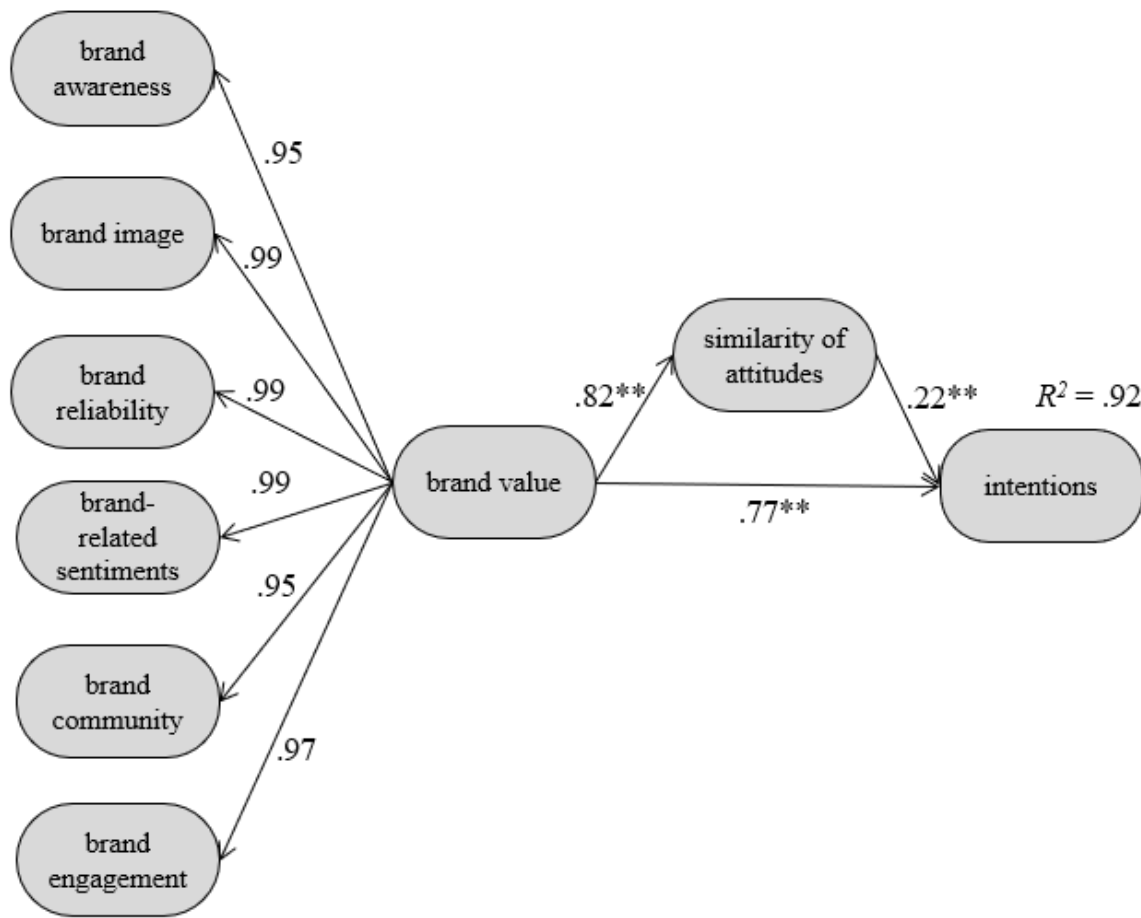 brand
awareness
.95
brand image
.99
brand
reliability
.99
brand-
related
sentiments
.99
brand
community
.95
brand
engagement
.97
brand value
similarity of
attitudes
.82**
.22**
.77**
R² = .92
intentions